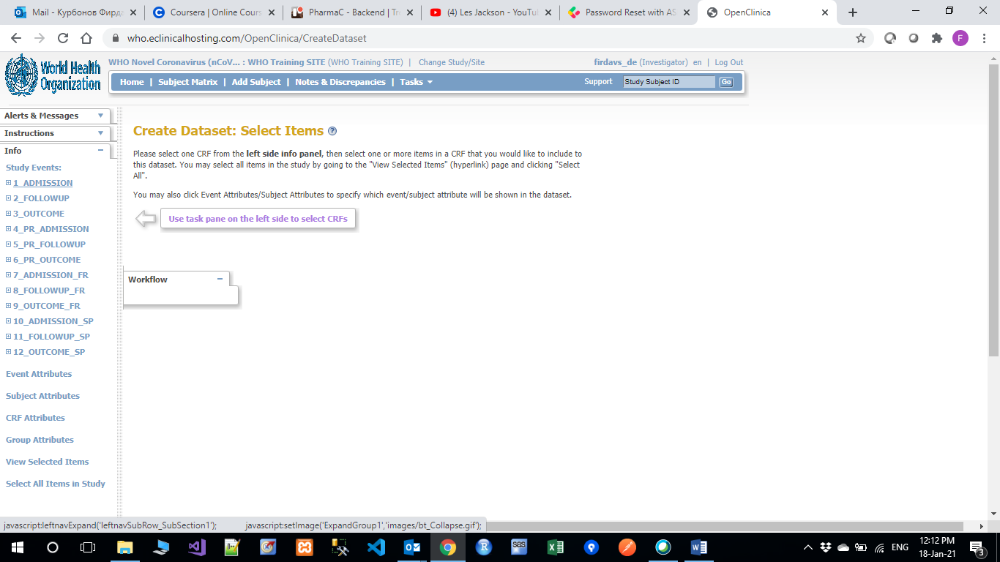 Mail - Курбонов Фирда
Coursera | Online Cours
PharmaC - Backend | Tr
(4) Les Jackson - YouTu
Password Reset with AS
OpenClinica
who.eclinicalhosting.com/OpenClinica/CreateDataset
F
World Health
Organization
WHO Novel Coronavirus (nCoV... : WHO Training SITE (WHO Training SITE) | Change Study/Site
firdavs_de (Investigator) en | Log Out
Home | Subject Matrix | Add Subject | Notes & Discrepancies | Tasks
Support
Study Subject ID
Go
Alerts & Messages
Instructions
Info
Study Events:
1_ADMISSION
2_FOLLOWUP
3_OUTCOME
4_PR_ADMISSION
5_PR_FOLLOWUP
6_PR_OUTCOME
7_ADMISSION_FR
8_FOLLOWUP_FR
9_OUTCOME_FR
10_ADMISSION_SP
11_FOLLOWUP_SP
12_OUTCOME_SP
Event Attributes
Subject Attributes
CRF Attributes
Group Attributes
View Selected Items
Select All Items in Study
Create Dataset: Select Items ?
Please select one CRF from the left side info panel, then select one or more items in a CRF that you would like to include to
this dataset. You may select all items in the study by going to the "View Selected Items" (hyperlink) page and clicking "Select
All".
You may also click Event Attributes/Subject Attributes to specify which event/subject attribute will be shown in the dataset.
Use task pane on the left side to select CRFs
Workflow
javascript:leftnavExpand('leftnavSubRow_SubSection1'); javascript:setImage('ExpandGroup1','images/bt_Collapse.gif');
R
sas
ENG
12:12 PM
18-Jan-21
3